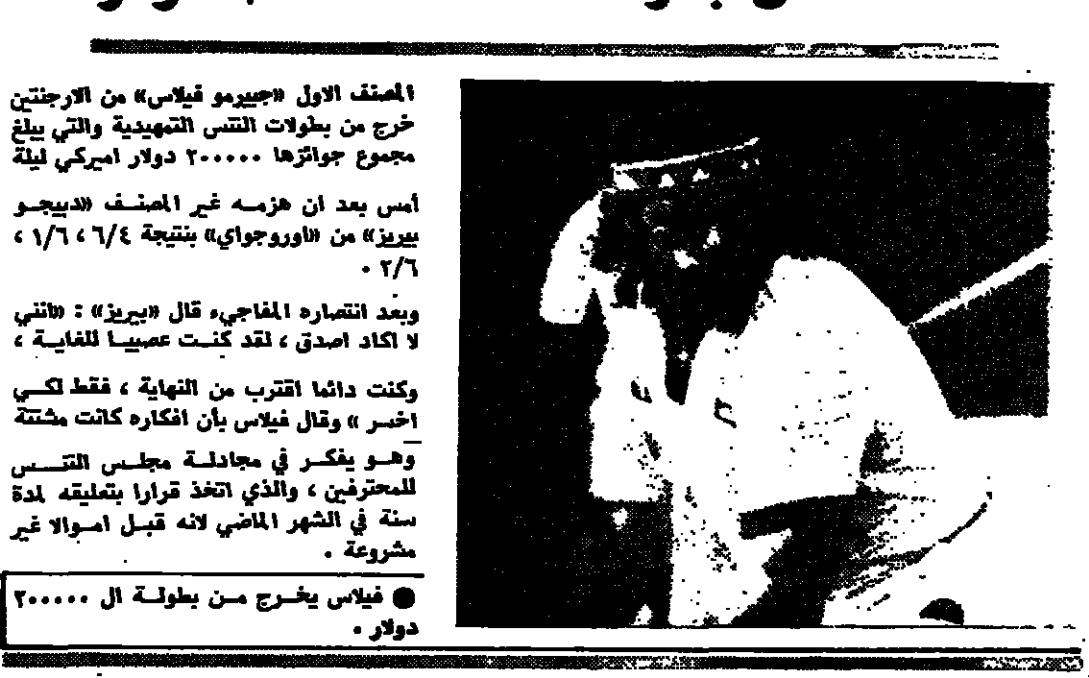 المصنف الاول «جييرمو فيلاس» من الارجنتين
خرج من بطولات التنس التمهيدية والتي يبلغ
مجموع جوائزها ٢٠٠٠٠٠ دولار اميركي ليلة
أمس بعد ان هزمه غير المصنف «دييجو
بيريز» من «اوروجواي» بنتيجة ٦/٤ ، ١/٦ ،
٢/٦ .
وبعد انتصاره المفاجيء قال «بيريز» : «انني
لا اكاد اصدق ، لقد كنت عصبيا للغاية ،
وكنت دائما اقترب من النهاية ، فقط لكي
اخسر » وقال فيلاس بأن افكاره كانت مشتتة
وهو يفكر في مجادلة مجلس التنس
للمحترفين ، والذي اتخذ قرارا بتعليقه لمدة
سنة في الشهر الماضي لانه قبل اموالا غير
مشروعة .
● فيلاس يخرج من بطولة ال ٢٠٠٠٠٠
دولار .